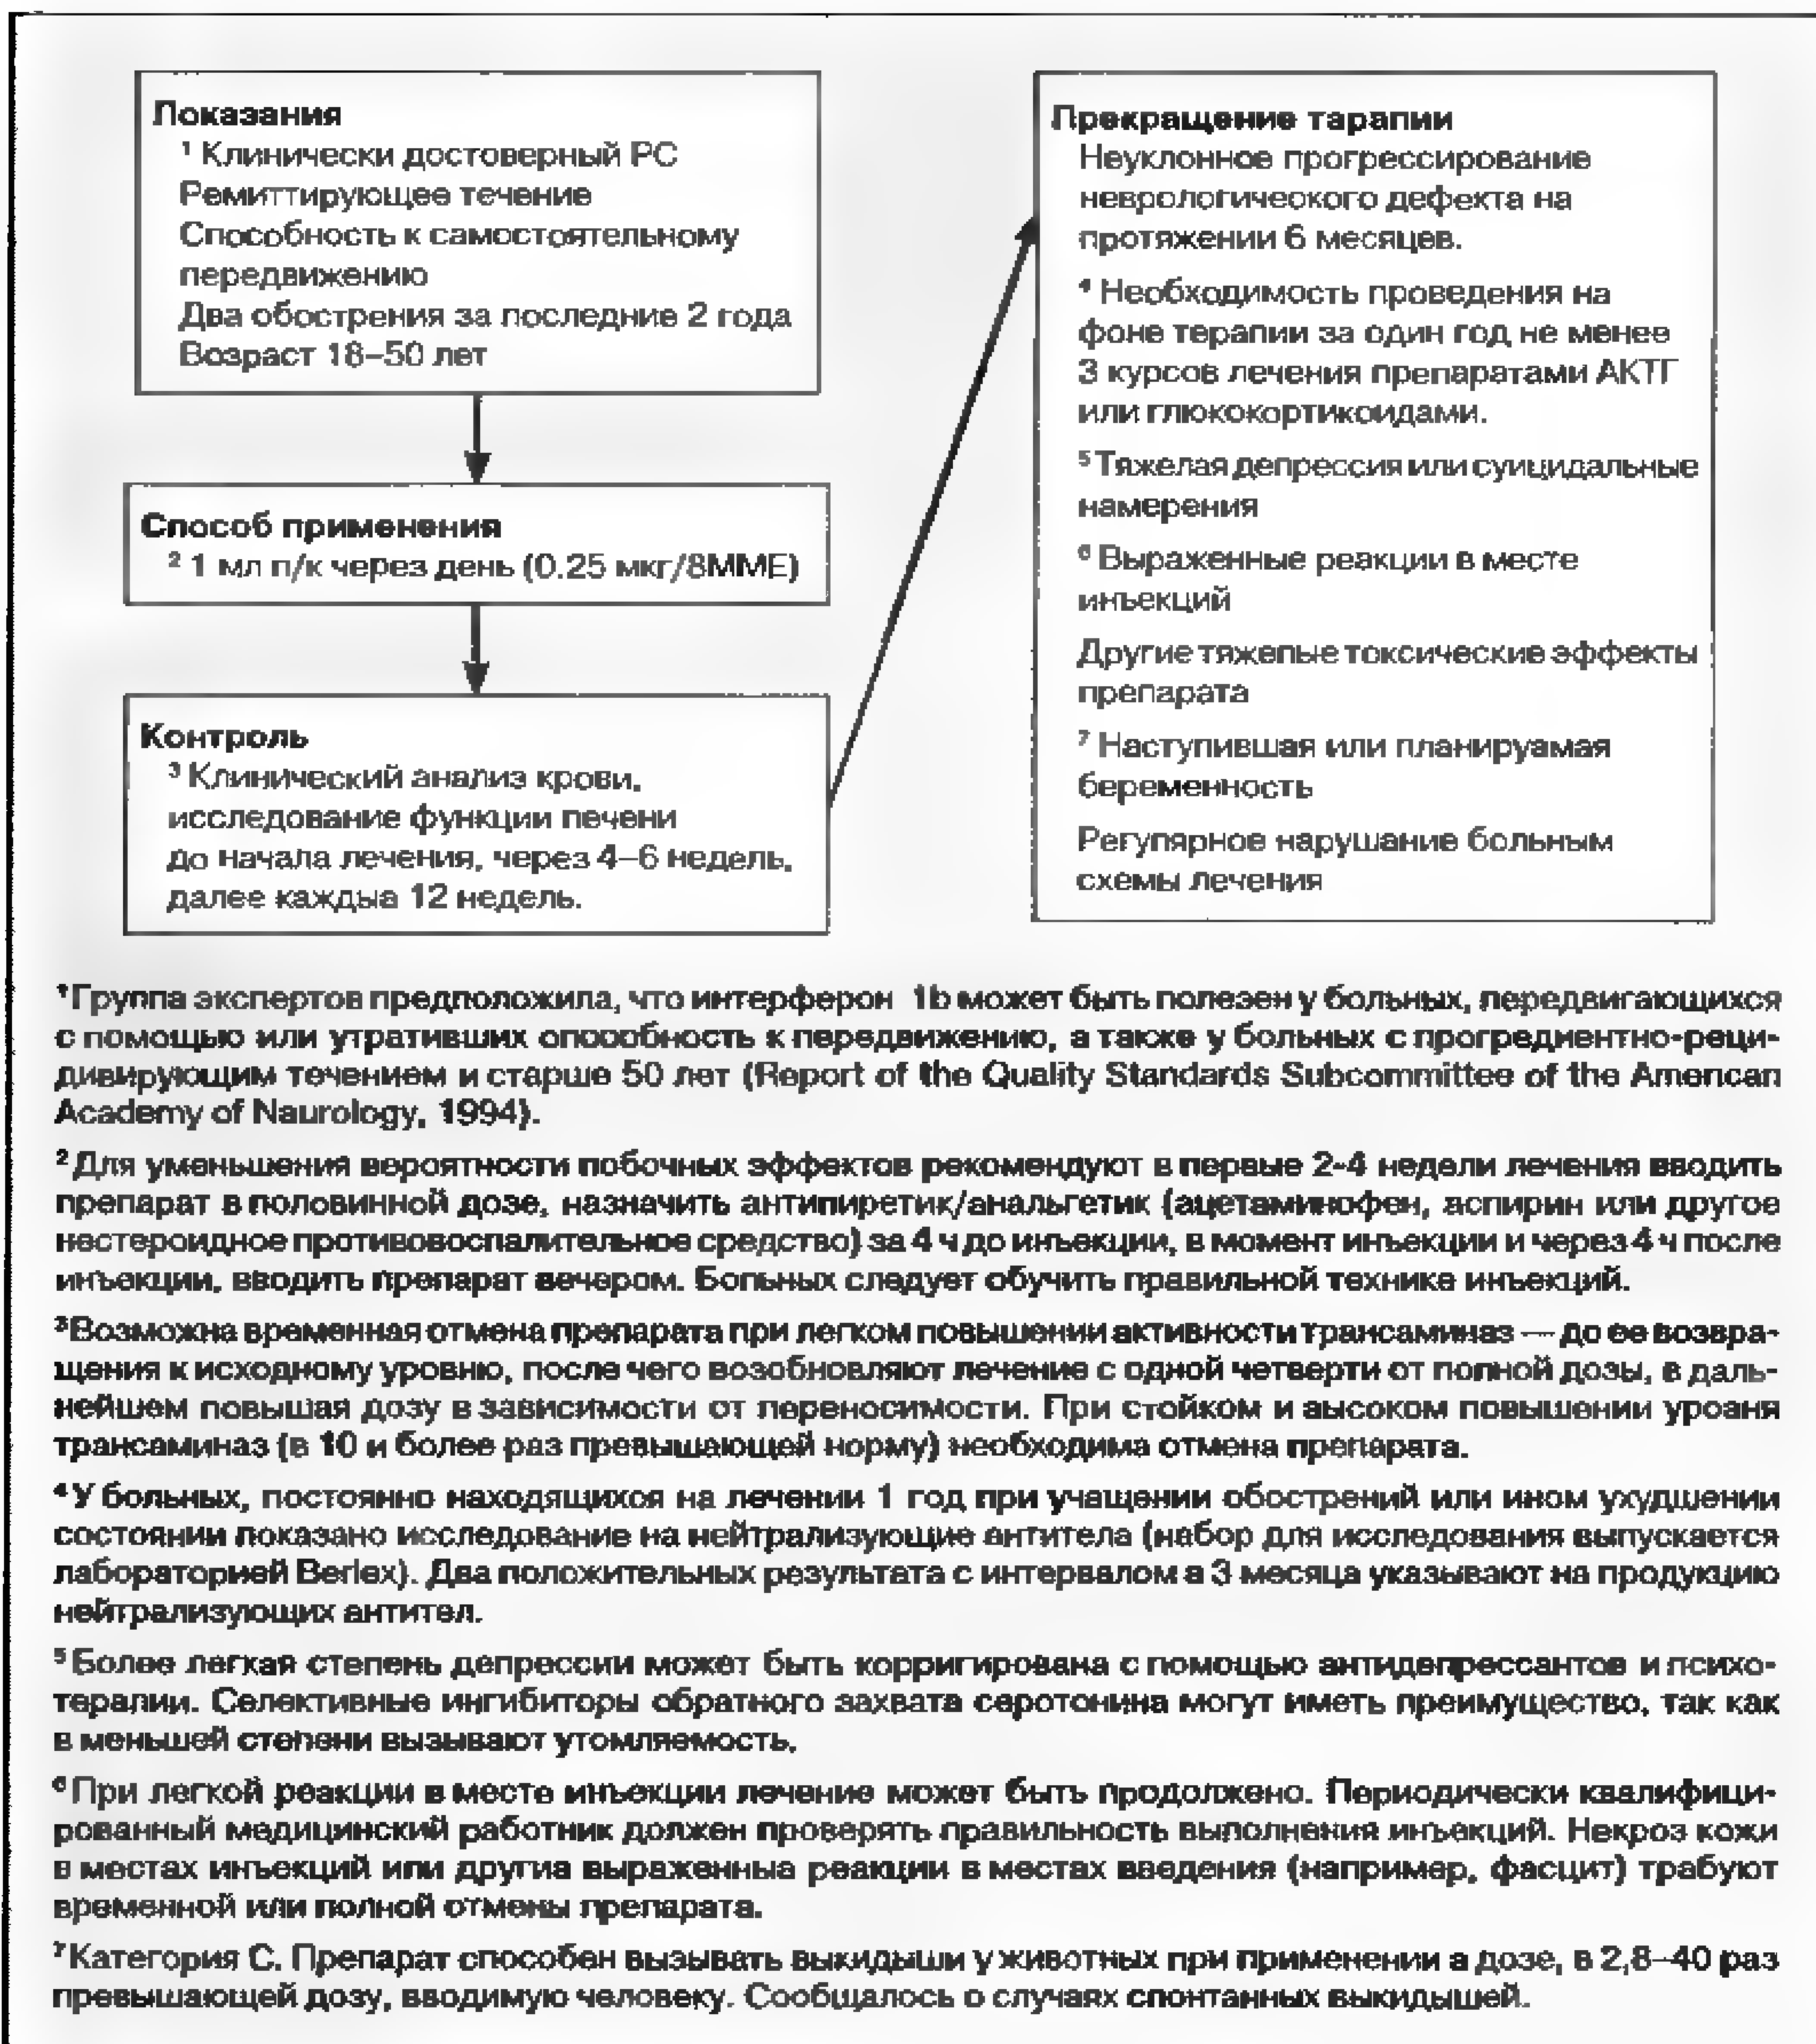 Показания
¹ Клинически достоверный РС
Ремиттирующее течение
Способность к самостоятельному
передвижению
Два обострения за последние 2 года
Возраст 18–50 лет
Способ применения
² 1 мл п/к через день (0.25 мкг/8ММЕ)
Контроль
³ Клинический анализ крови,
исследование функции печени
до начала лечения, через 4–6 недель,
далее каждые 12 недель.
Прекращение тарапии
Неуклонное прогрессирование
неврологического дефекта на
протяжении 6 месяцев.
⁴ Необходимость проведения на
фоне терапии за один год не менее
3 курсов лечения препаратами АКТГ
или глюкокортикоидами.
⁵ Тяжелая депрессия или суицидальные
намерения
⁶ Выраженные реакции в месте
инъекций
Другие тяжелые токсические эффекты
препарата
⁷ Наступившая или планируамая
беременность
Регулярное нарушание больным
схемы лечения
¹Группа экспертов предположила, что интерферон 1b может быть полезен у больных, передвигающихся
с помощью или утративших способность к передвижению, а также у больных с прогредиентно-реци-
дивирующим течением и старше 50 лет (Report of the Quality Standards Subcommittee of the American
Academy of Naurology, 1994).
²Для уменьшения вероятности побочных эффектов рекомендуют в первые 2-4 недели лечения вводить
препарат в половинной дозе, назначить антипиретик/анальгетик (ацетаминофен, аспирин или другое
нестероидное противовоспалительное средство) за 4 ч до инъекции, в момент инъекции и через 4 ч после
инъекции, вводить препарат вечером. Больных следует обучить правильной технике инъекций.
³Возможна временная отмена препарата при легком повышении активности трансаминаз — до ее возвра-
щения к исходному уровню, после чего возобновляют лечение с одной четверти от полной дозы, в даль-
нейшем повышая дозу в зависимости от переносимости. При стойком и аысоком повышении уроаня
трансаминаз (в 10 и более раз превышающей норму) необходима отмена препарата.
⁴У больных, постоянно находящихся на лечении 1 год при учащении обострений или ином ухудшении
состоянии показано исследование на нейтрализующие антитела (набор для исследования выпускается
лабораторией Berlex). Два положительных результата с интервалом а 3 месяца указывают на продукцию
нейтрализующих антител.
⁵Более легкая степень депрессии может быть корригирована с помощью антидепрессантов и психо-
терапии. Селективные ингибиторы обратного захвата серотонина могут иметь преимущество, так как
в меньшей степени вызывают утомляемость.
⁶При легкой реакции в месте инъекции лечение может быть продолжено. Периодически квалифици-
рованный медицинский работник должен проверять правильность выполнения инъекций. Некроз кожи
в местах инъекций или другиа выраженныа реакции в местах введения (например, фасцит) трабуют
временной или полной отмены препарата.
⁷Категория С. Препарат способен вызывать выкидыши у животных при применении а дозе, в 2,8–40 раз
превышающей дозу, вводимую человеку. Сообщалось о случаях спонтанных выкидышей.